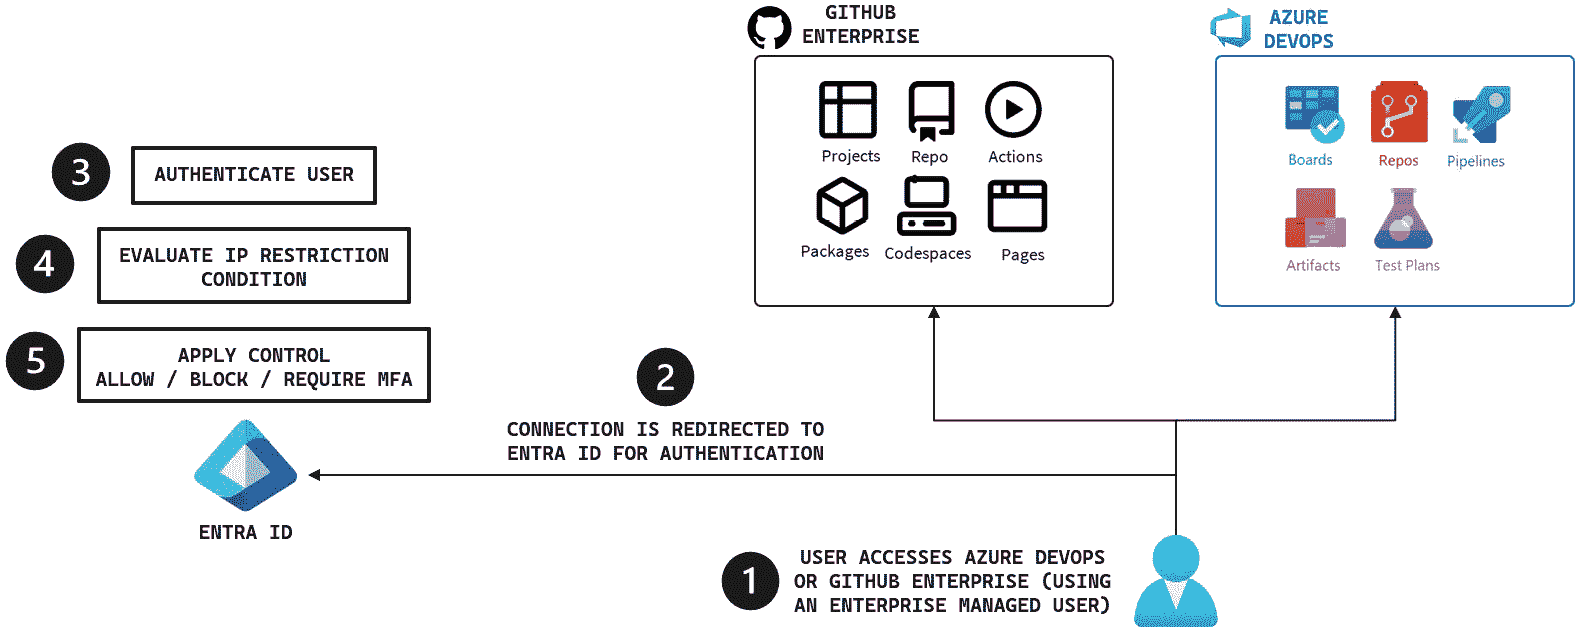 GITHUB
ENTERPRISE
Projects
Repo
Actions
Packages
Codespaces
Pages
AZURE
DEVOPS
Boards
Repos
Pipelines
Artifacts
Test Plans
3
AUTHENTICATE USER
4
EVALUATE IP RESTRICTION
CONDITION
5
APPLY CONTROL
ALLOW / BLOCK / REQUIRE MFA
ENTRA ID
2
CONNECTION IS REDIRECTED TO
ENTRA ID FOR AUTHENTICATION
1
USER ACCESSES AZURE DEVOPS
OR GITHUB ENTERPRISE (USING
AN ENTERPRISE MANAGED USER)